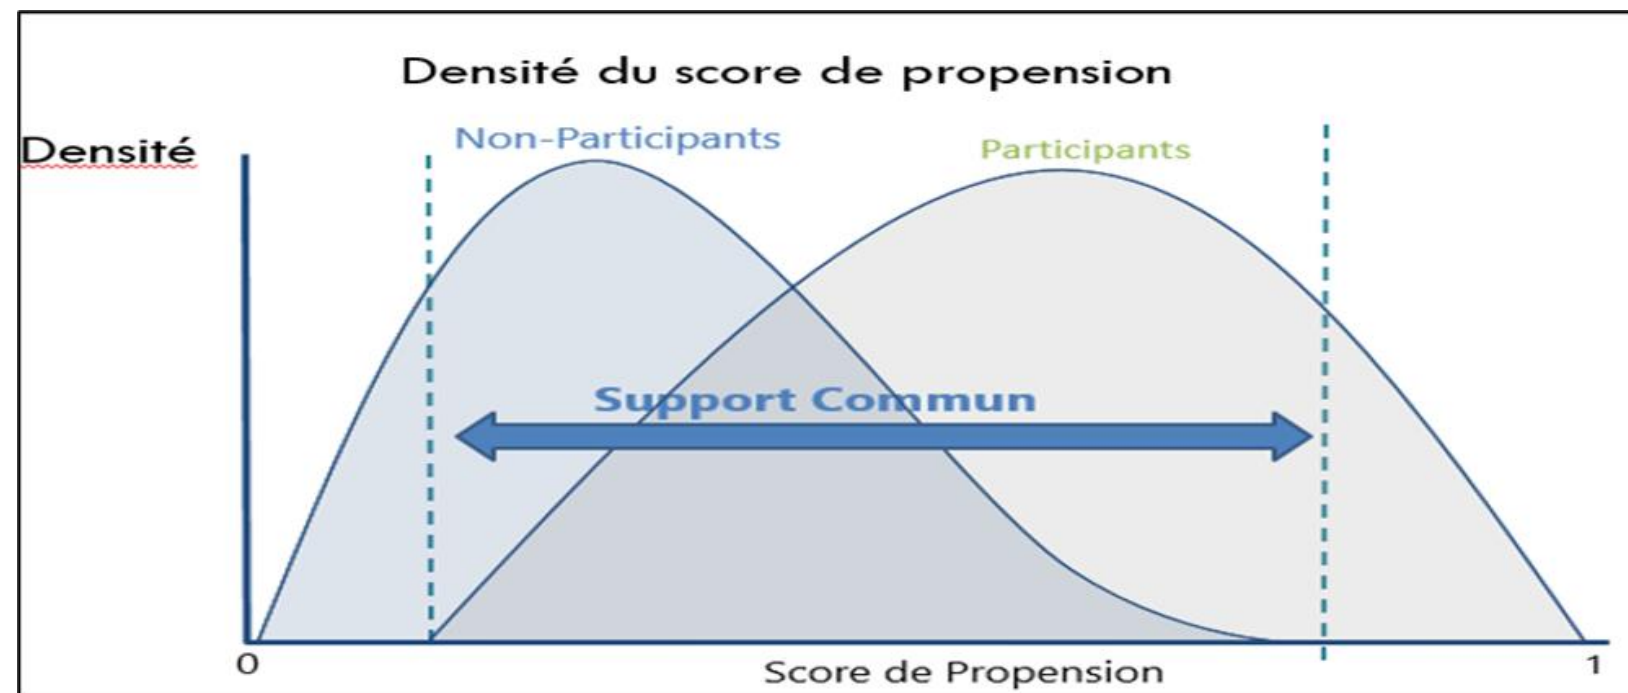 Densité du score de propension
Densité
Non-Participants
Participants
Support Commun
0
Score de Propension
1